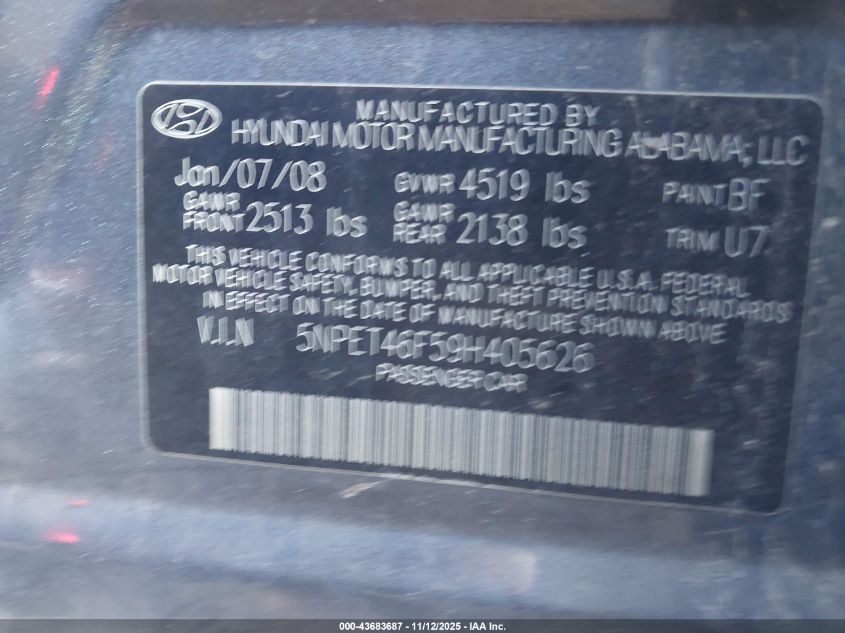 MANUFACTURED BY
HYUNDAI MOTOR MANUFACTURING ALABAMA, LLC
Jan/07/08 GVWR 4519 lbs PAINT BF
GAWR FRONT 2513 lbs GAWR REAR 2138 lbs TRIM U7
THIS VEHICLE CONFORMS TO ALL APPLICABLE U.S.A. FEDERAL
MOTOR VEHICLE SAFETY, BUMPER, AND THEFT PREVENTION STANDARDS
IN EFFECT ON THE DATE OF MANUFACTURE SHOWN ABOVE
V.I.N 5NPET46F59H405626
PASSENGER CAR
000-43683687 - 11/12/2025 - IAA Inc.